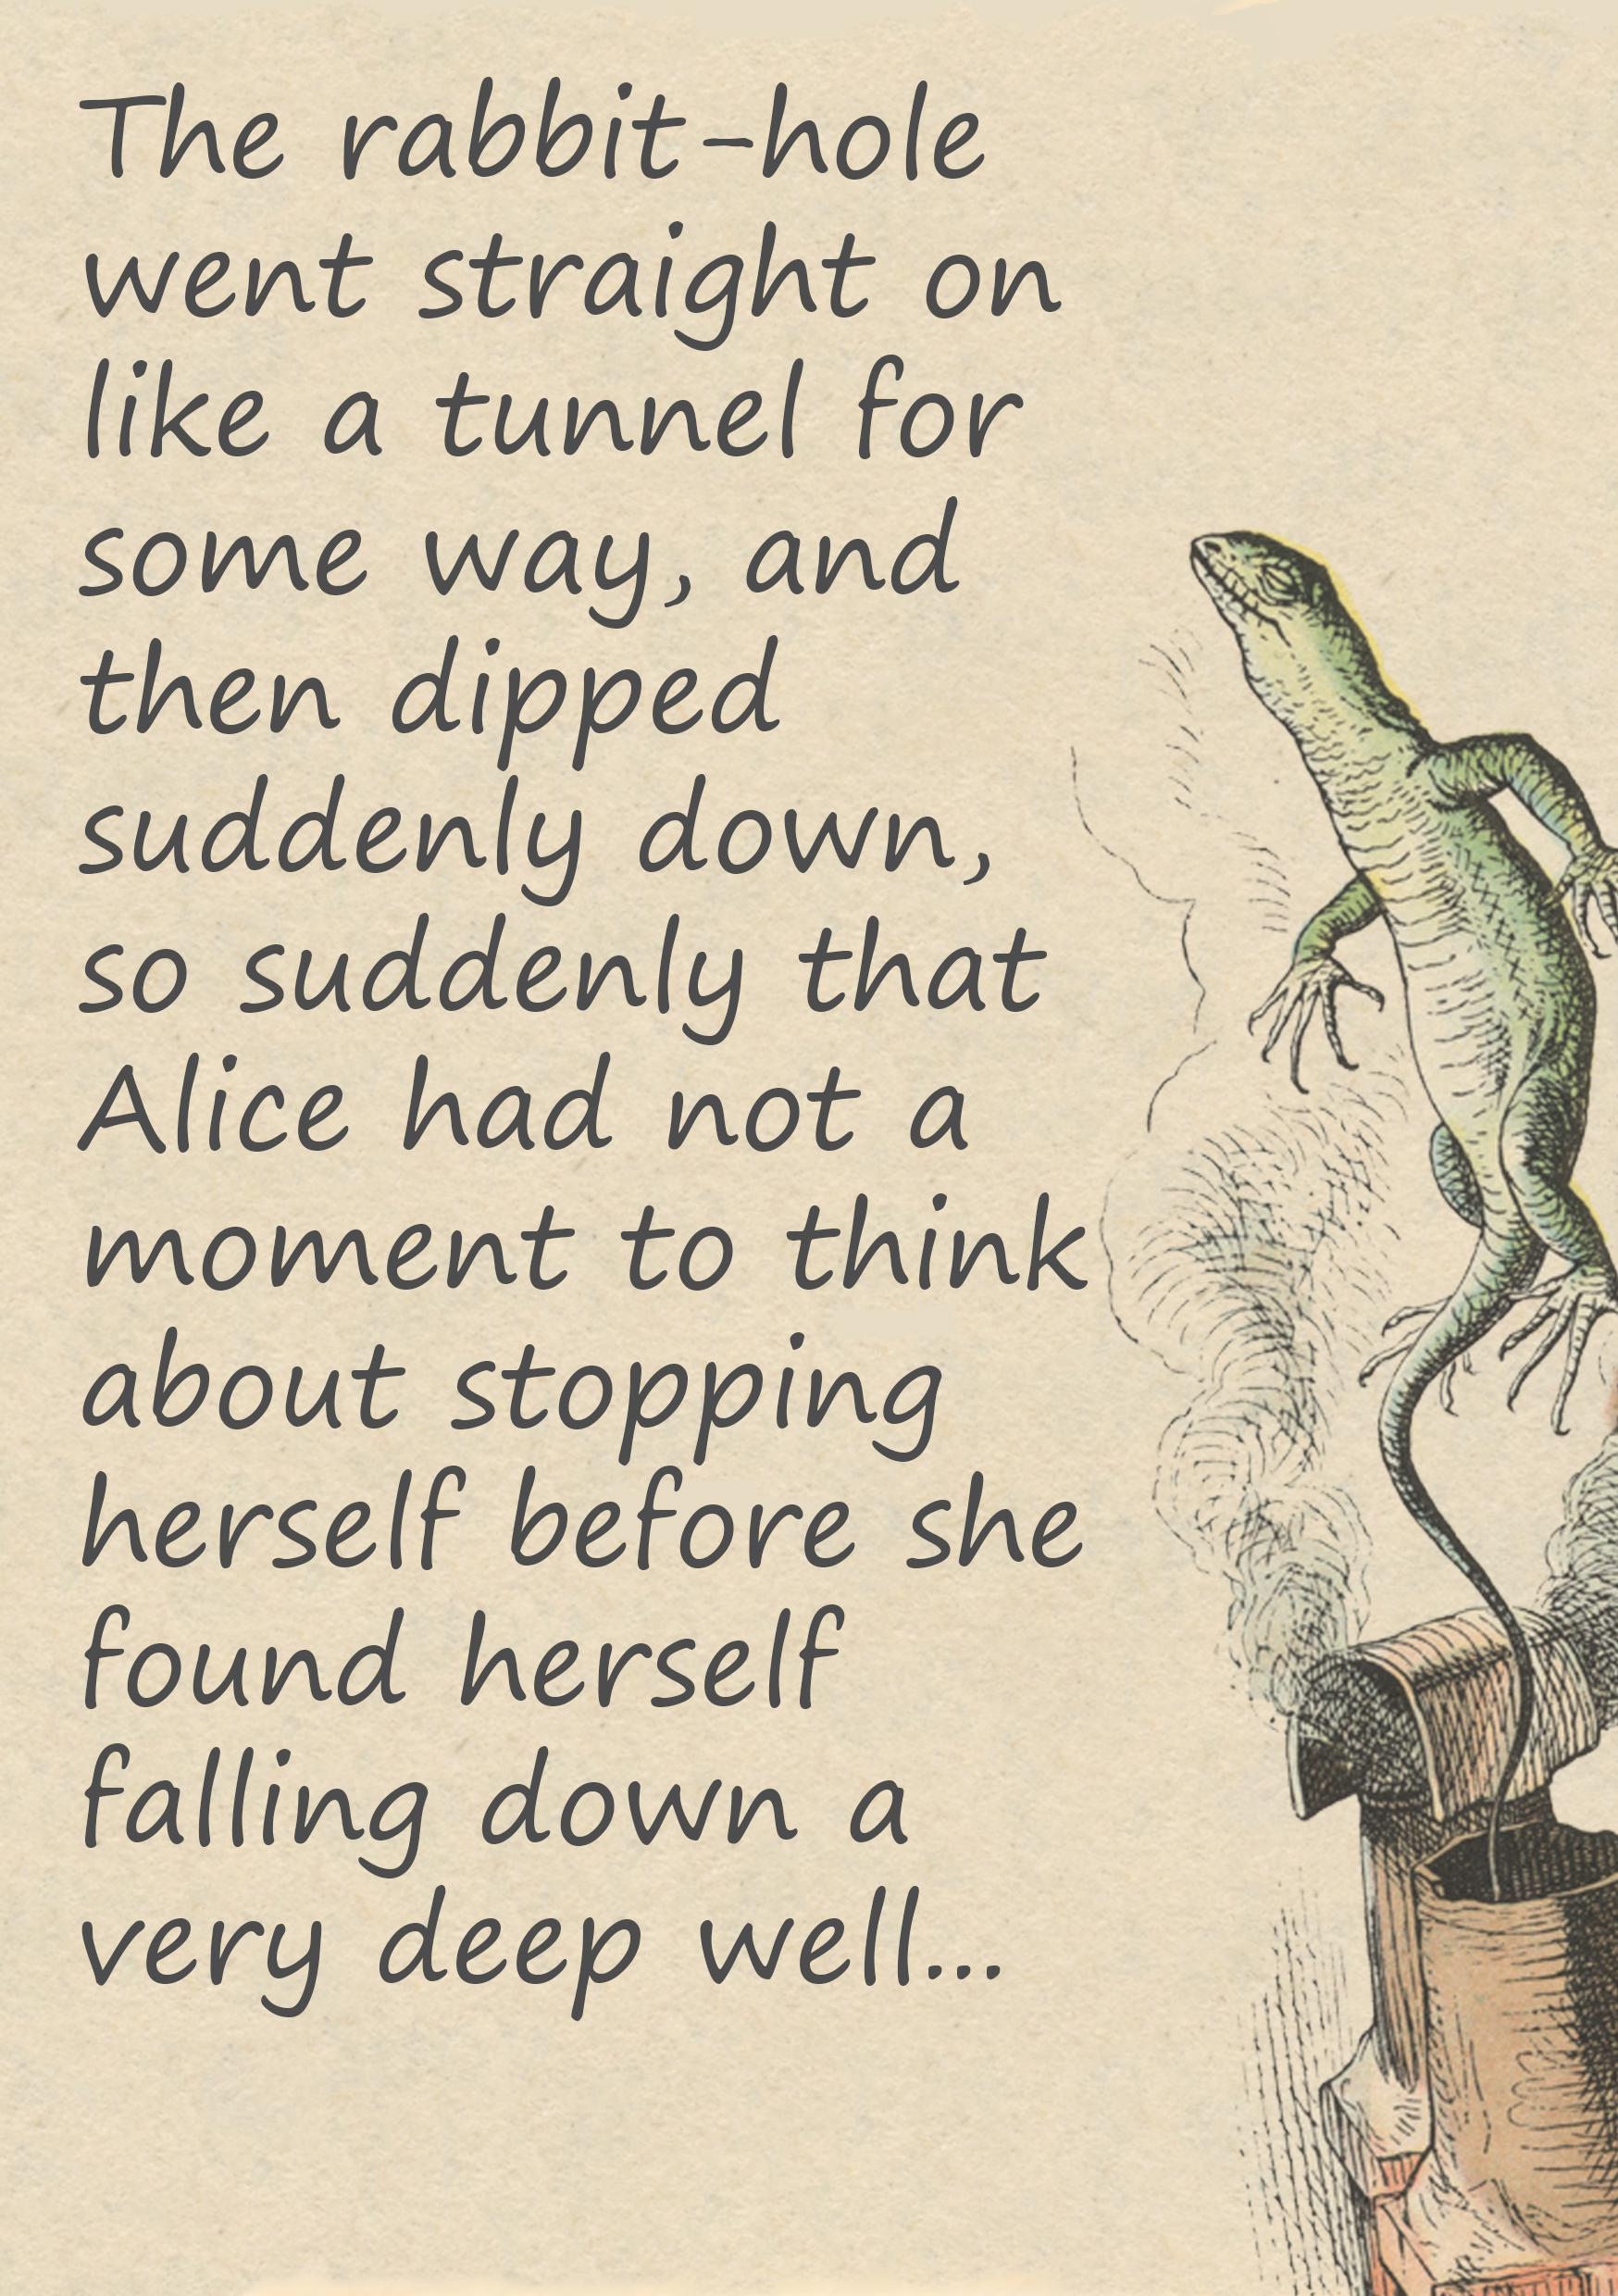 The rabbit-hole
went straight on
like a tunnel for
some way, and
then dipped
suddenly down,
so suddenly that
Alice had not a
moment to think
about stopping
herself before she
found herself
falling down a
very deep well...